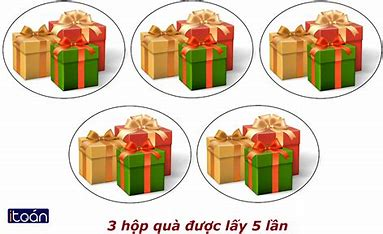 itoán
3 hộp quà được lấy 5 lần